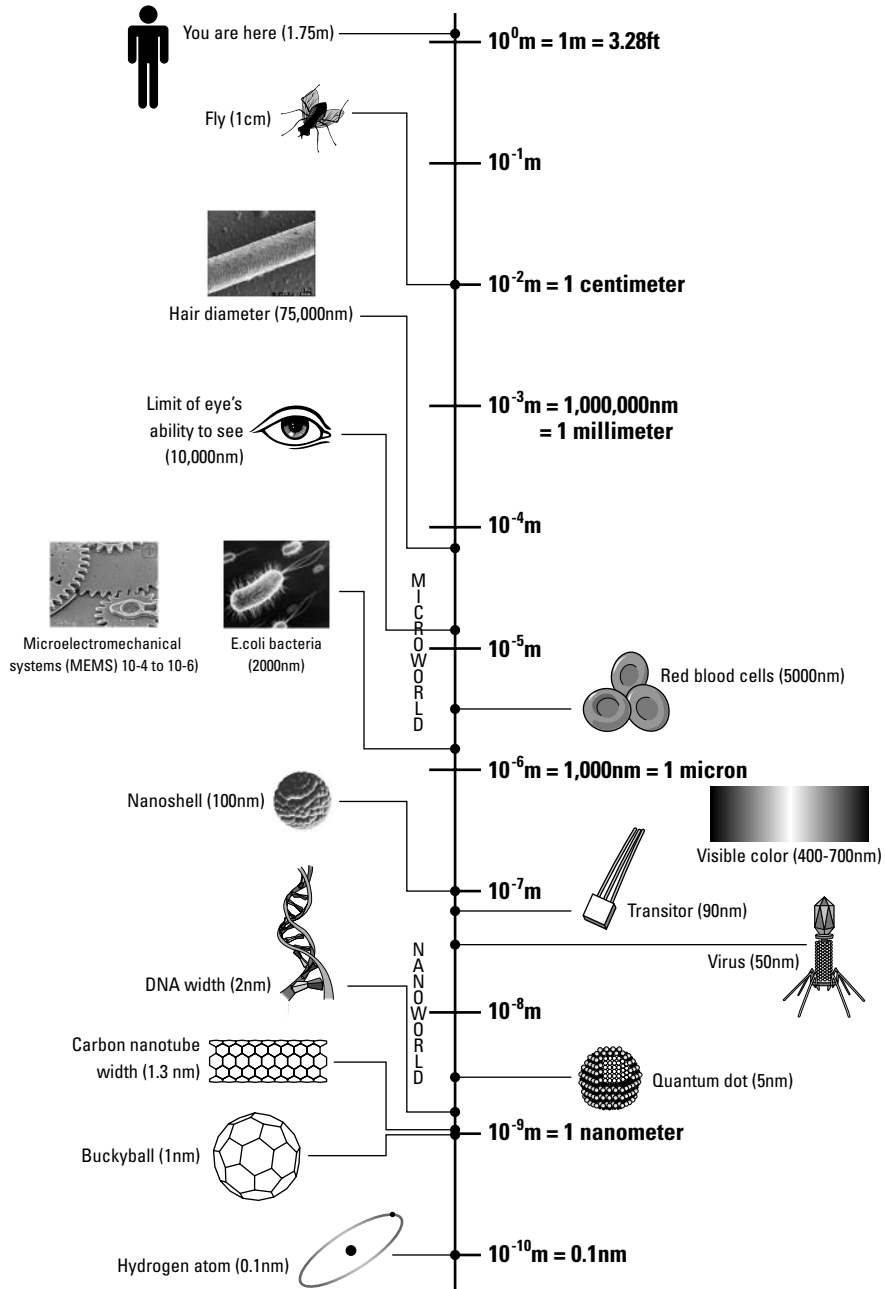 You are here (1.75m)
10⁰m = 1m = 3.28ft
Fly (1cm)
10⁻¹m
10⁻²m = 1 centimeter
Hair diameter (75,000nm)
10⁻³m = 1,000,000nm
= 1 millimeter
Limit of eye's
ability to see
(10,000nm)
10⁻⁴m
MICROWORLD
Microelectromechanical
systems (MEMS) 10-4 to 10-6)
E.coli bacteria
(2000nm)
10⁻⁵m
Red blood cells (5000nm)
10⁻⁶m = 1,000nm = 1 micron
Nanoshell (100nm)
Visible color (400-700nm)
10⁻⁷m
Transitor (90nm)
Virus (50nm)
NANOWORLD
DNA width (2nm)
10⁻⁸m
Carbon nanotube
width (1.3 nm)
Quantum dot (5nm)
10⁻⁹m = 1 nanometer
Buckyball (1nm)
10⁻¹⁰m = 0.1nm
Hydrogen atom (0.1nm)